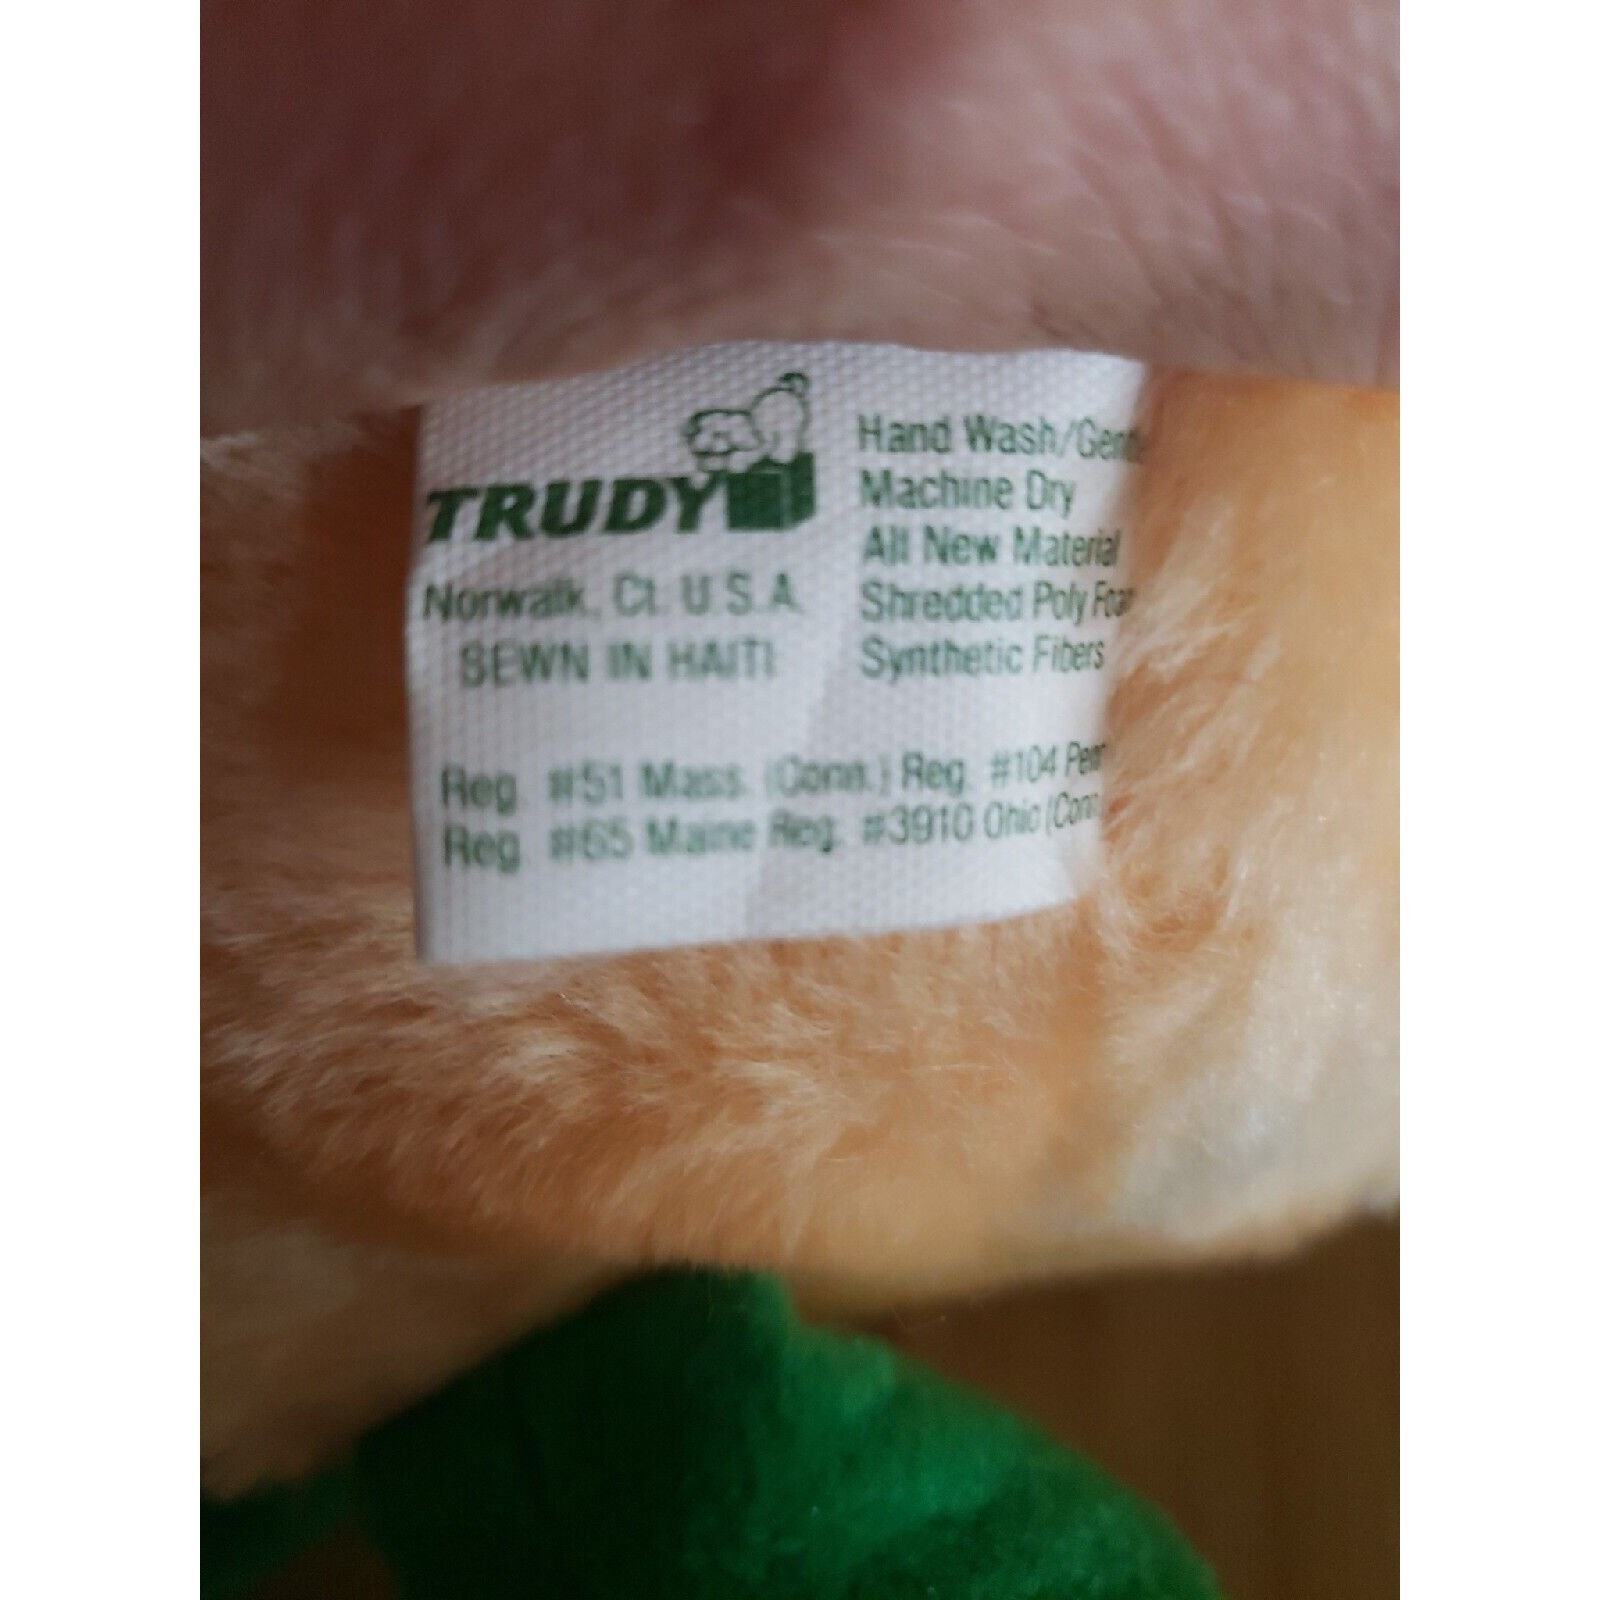 TRUDY
Norwalk, Ct. U.S.A.
SEWN IN HAITI
Hand Wash/
Machine Dry
All New Material
Shredded Poly
Synthetic Fibers
Reg. #51 Mass. (Conn.) Reg. #104
Reg. #65 Maine Reg. #3910 Ohio